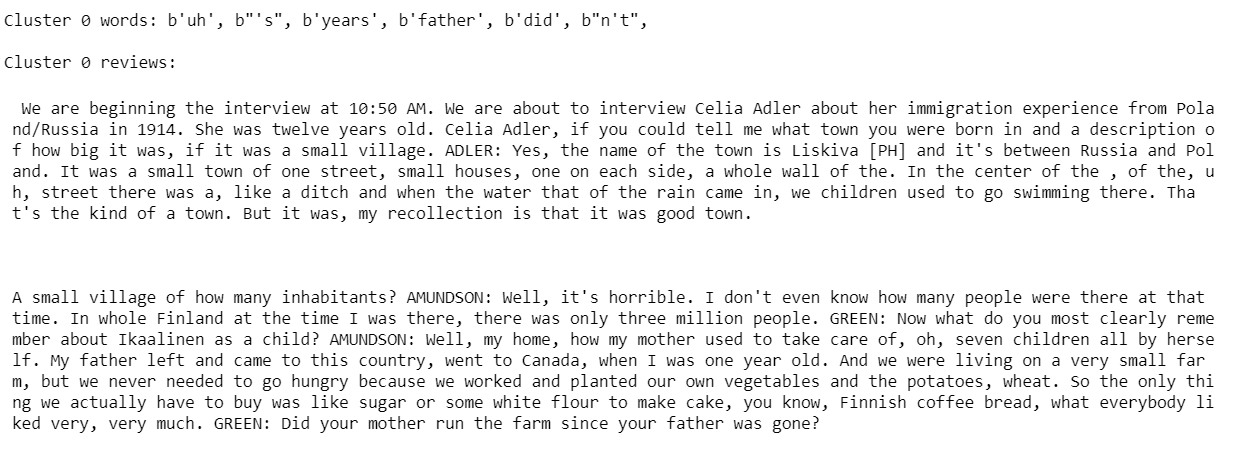 Cluster 0 words: b'uh', b"'s", b'years', b'father', b'did', b"n't",
Cluster 0 reviews:
We are beginning the interview at 10:50 AM. We are about to interview Celia Adler about her immigration experience from Pola
nd/Russia in 1914. She was twelve years old. Celia Adler, if you could tell me what town you were born in and a description o
f how big it was, if it was a small village. ADLER: Yes, the name of the town is Liskiva [PH] and it's between Russia and Pol
and. It was a small town of one street, small houses, one on each side, a whole wall of the. In the center of the , of the, u
h, street there was a, like a ditch and when the water that of the rain came in, we children used to go swimming there. Tha
t's the kind of a town. But it was, my recollection is that it was good town.
A small village of how many inhabitants? AMUNDSON: Well, it's horrible. I don't even know how many people were there at that
time. In whole Finland at the time I was there, there was only three million people. GREEN: Now what do you most clearly reme
mber about Ikaalinen as a child? AMUNDSON: Well, my home, how my mother used to take care of, oh, seven children all by herse
lf. My father left and came to this country, went to Canada, when I was one year old. And we were living on a very small far
m, but we never needed to go hungry because we worked and planted our own vegetables and the potatoes, wheat. So the only thi
ng we actually have to buy was like sugar or some white flour to make cake, you know, Finnish coffee bread, what everybody li
ked very, very much. GREEN: Did your mother run the farm since your father was gone?